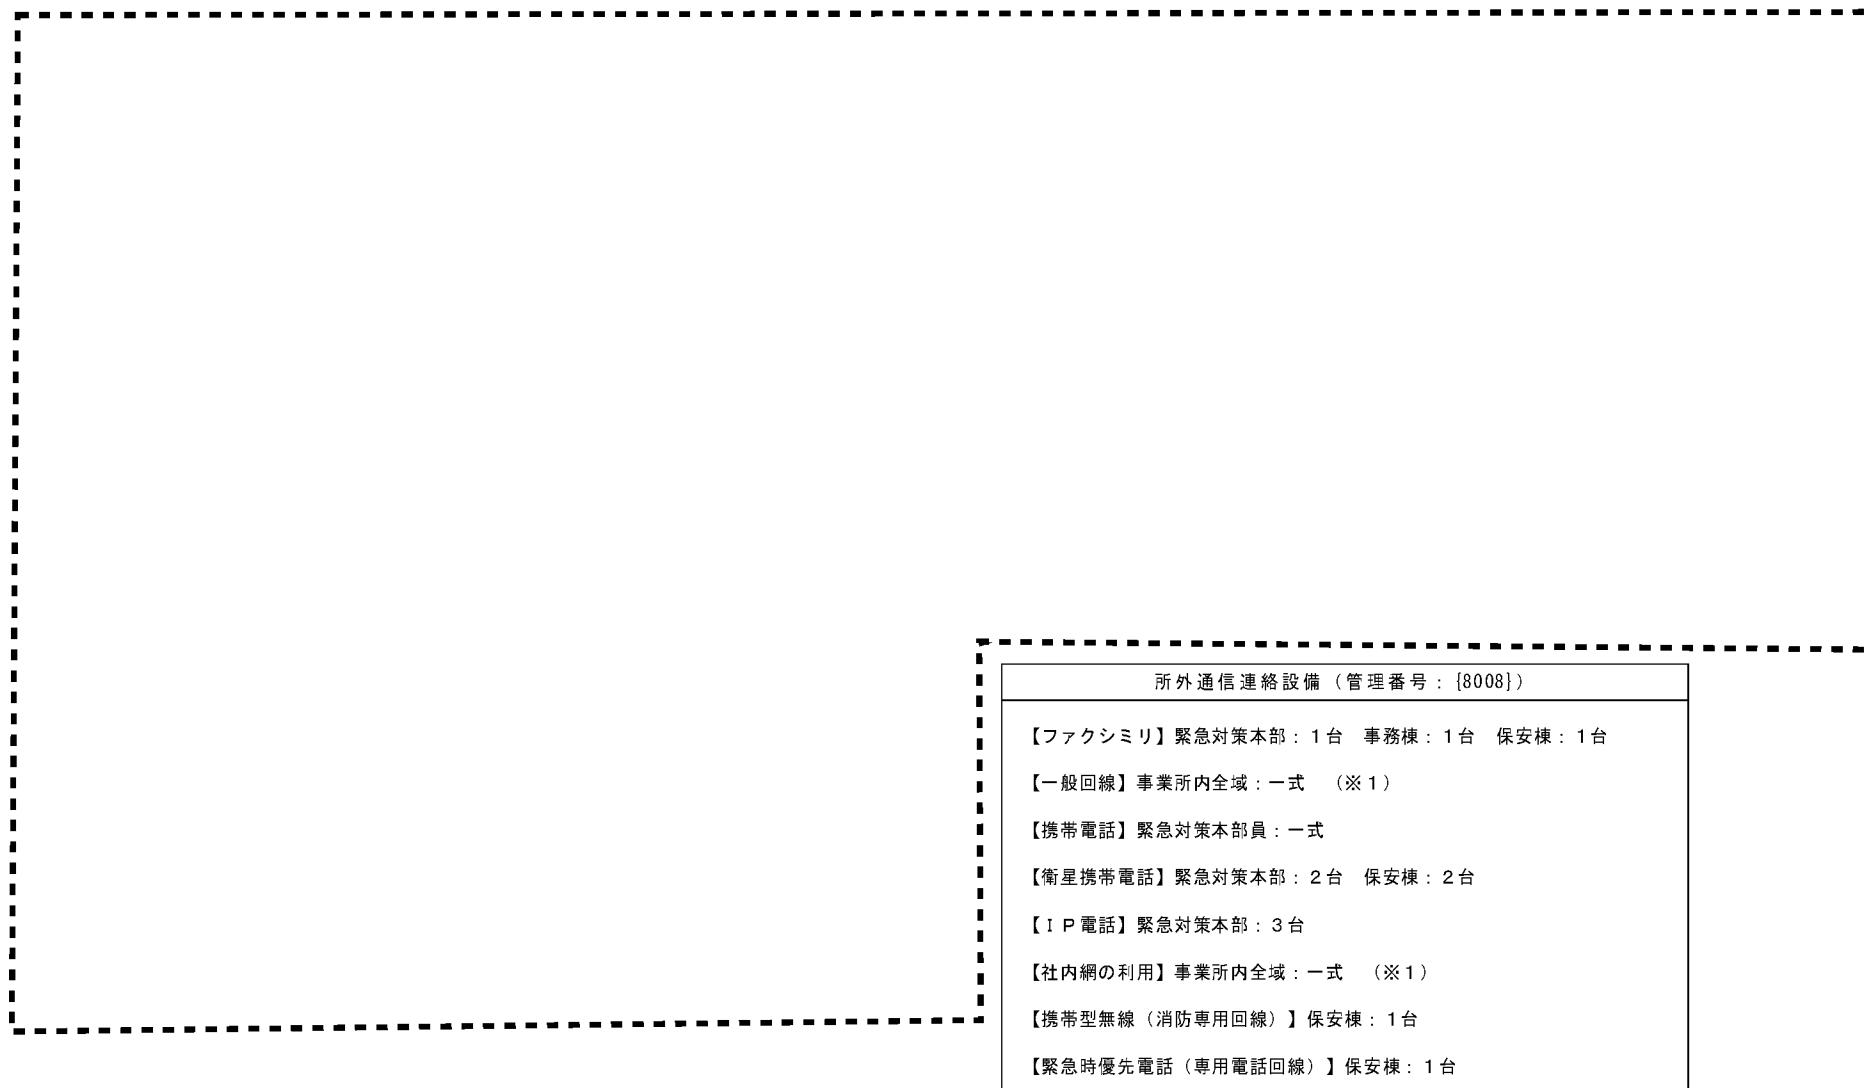 所外通信連絡設備（管理番号：{8008}）
【ファクシミリ】緊急対策本部：１台　事務棟：１台　保安棟：１台
【一般回線】事業所内全域：一式　（※１）
【携帯電話】緊急対策本部員：一式
【衛星携帯電話】緊急対策本部：２台　保安棟：２台
【ＩＰ電話】緊急対策本部：３台
【社内網の利用】事業所内全域：一式　（※１）
【携帯型無線（消防専用回線）】保安棟：１台
【緊急時優先電話（専用電話回線）】保安棟：１台